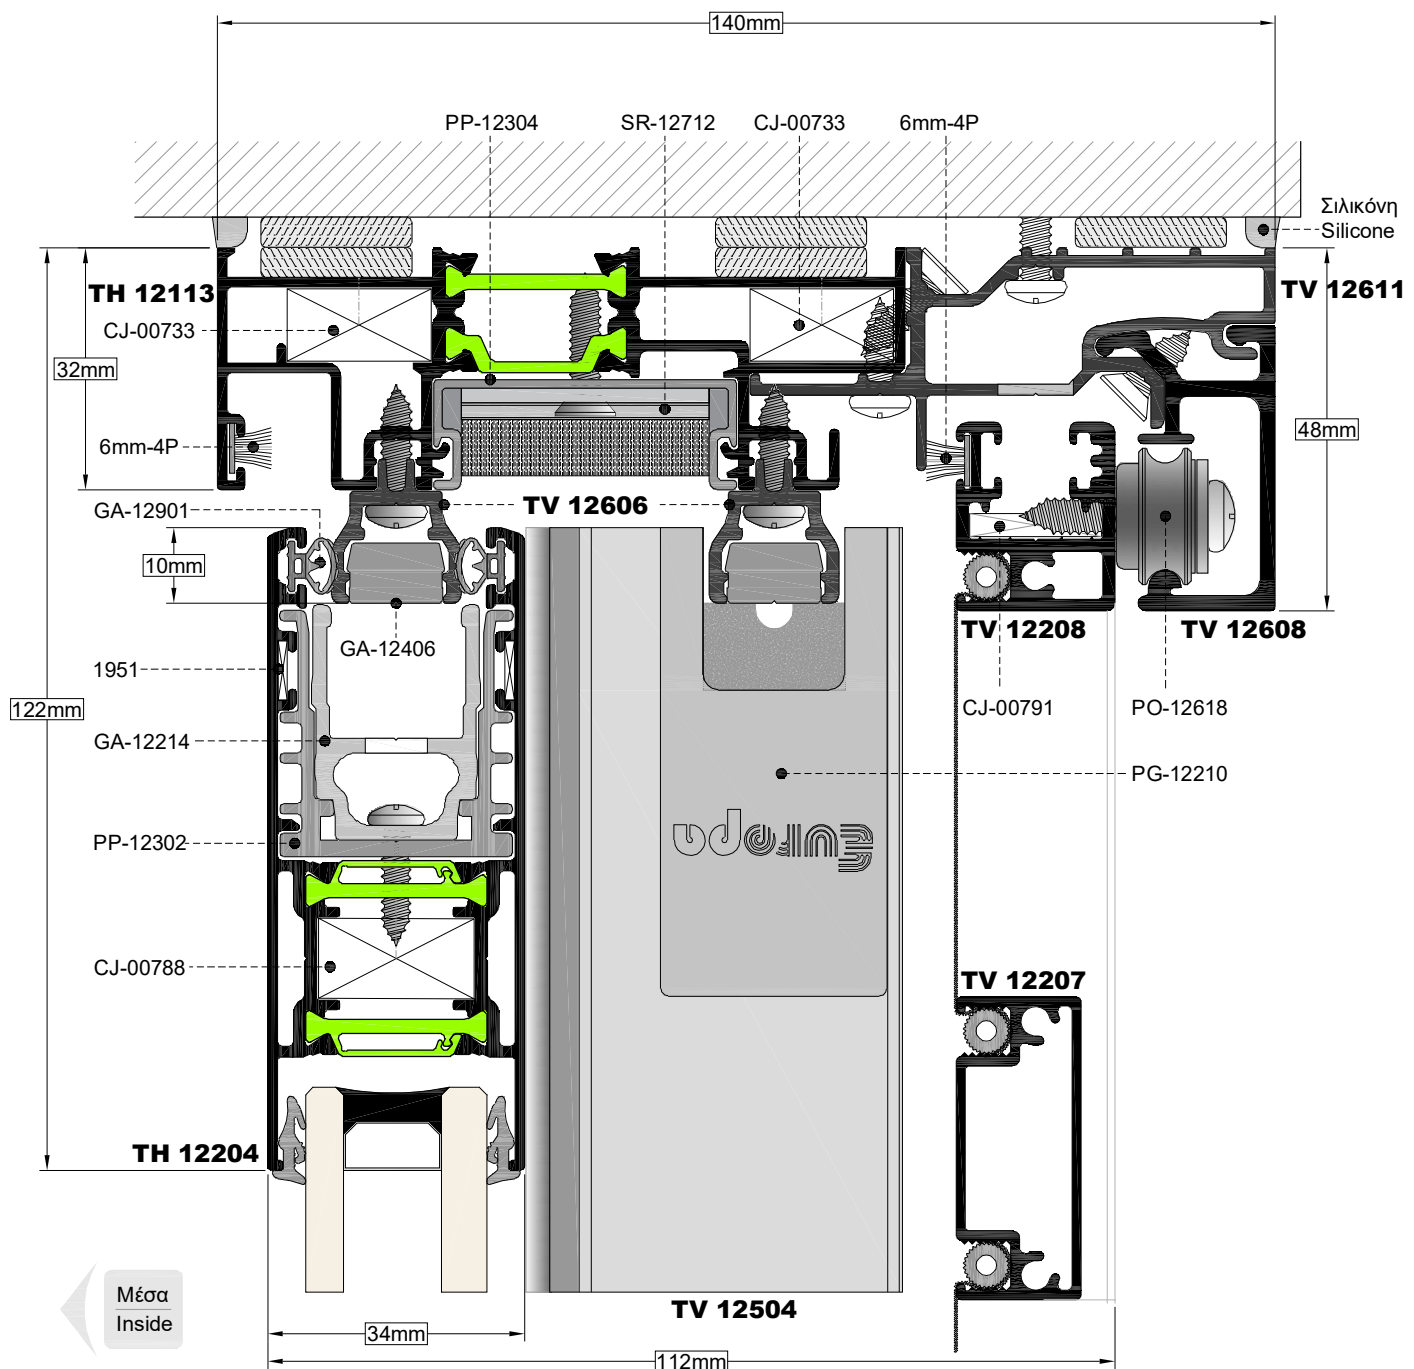 140mm
PP-12304
SR-12712
CJ-00733
6mm-4P
Σιλικόνη
Silicone
TH 12113
TV 12611
CJ-00733
32mm
48mm
6mm-4P
TV 12606
GA-12901
10mm
TV 12208
TV 12608
GA-12406
1951
122mm
CJ-00791
PO-12618
GA-12214
PG-12210
Europa
PP-12302
CJ-00788
TV 12207
TH 12204
Μέσα
Inside
TV 12504
34mm
112mm